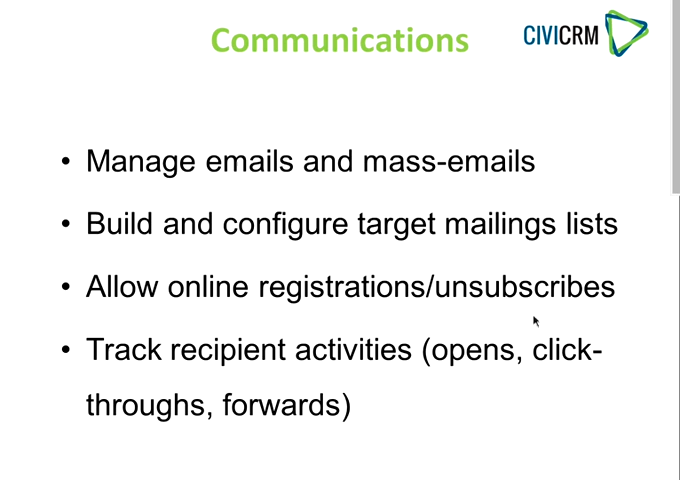 Communications
CIVICRM
• Manage emails and mass-emails
• Build and configure target mailings lists
• Allow online registrations/unsubscribes
• Track recipient activities (opens, click-
throughs, forwards)